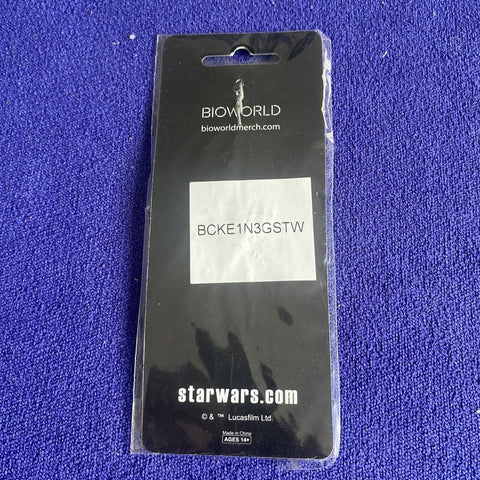 BIOWORLD
bioworldmerch.com
BCKE1N3GSTW
starwars.com
© & ™ Lucasfilm Ltd.
Made in China
AGES 14+